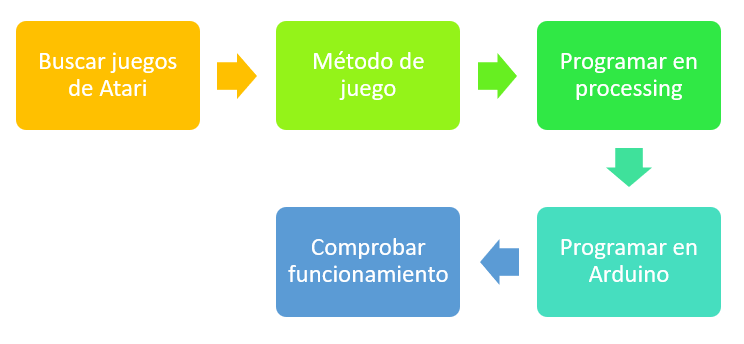 Buscar juegos
de Atari
Método de
juego
Programar en
processing
Programar en
Arduino
Comprobar
funcionamiento